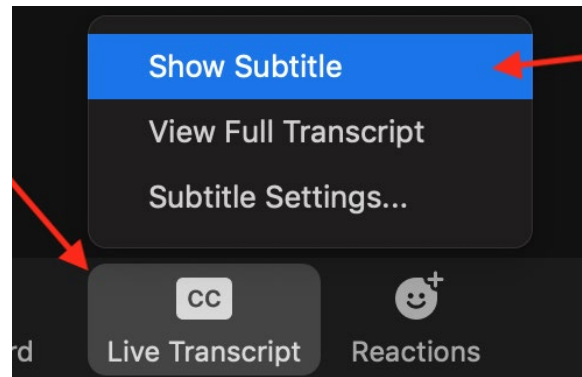 Show Subtitle
View Full Transcript
Subtitle Settings...
CC
rd Live Transcript Reactions